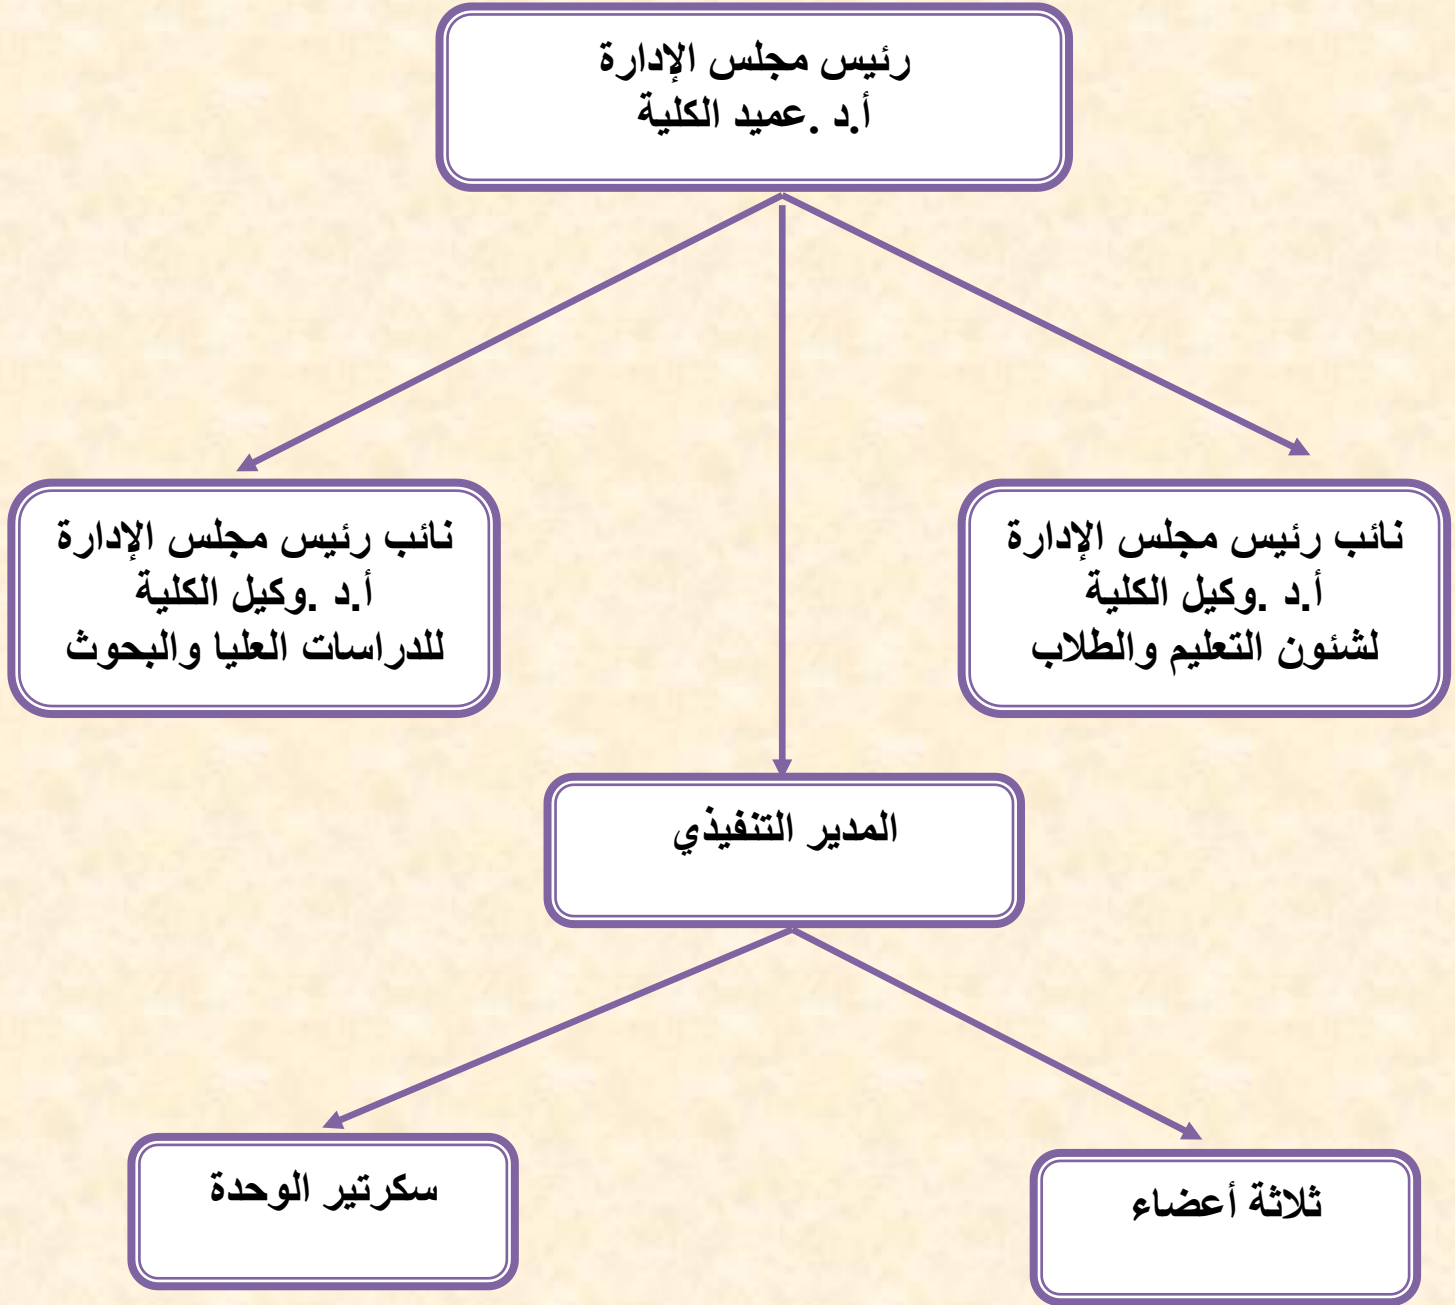 رئيس مجلس الإدارة
أ.د .عميد الكلية
نائب رئيس مجلس الإدارة
أ.د .وكيل الكلية
لشئون التعليم والطلاب
نائب رئيس مجلس الإدارة
أ.د .وكيل الكلية
للدراسات العليا والبحوث
المدير التنفيذي
ثلاثة أعضاء
سكرتير الوحدة